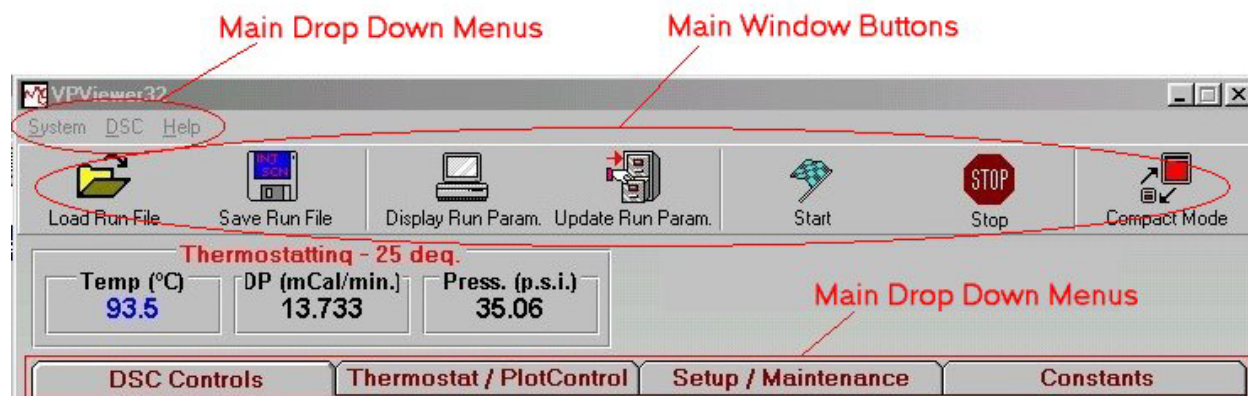 Main Drop Down Menus
Main Window Buttons
VPViewer32
System DSC Help
INJ
SCN
STOP
Load Run File Save Run File Display Run Param. Update Run Param. Start Stop Compact Mode
Thermostatting - 25 deg.
Temp (°C) DP (mCal/min.) Press. (p.s.i.)
93.5 13.733 35.06
Main Drop Down Menus
DSC Controls Thermostat / PlotControl Setup / Maintenance Constants